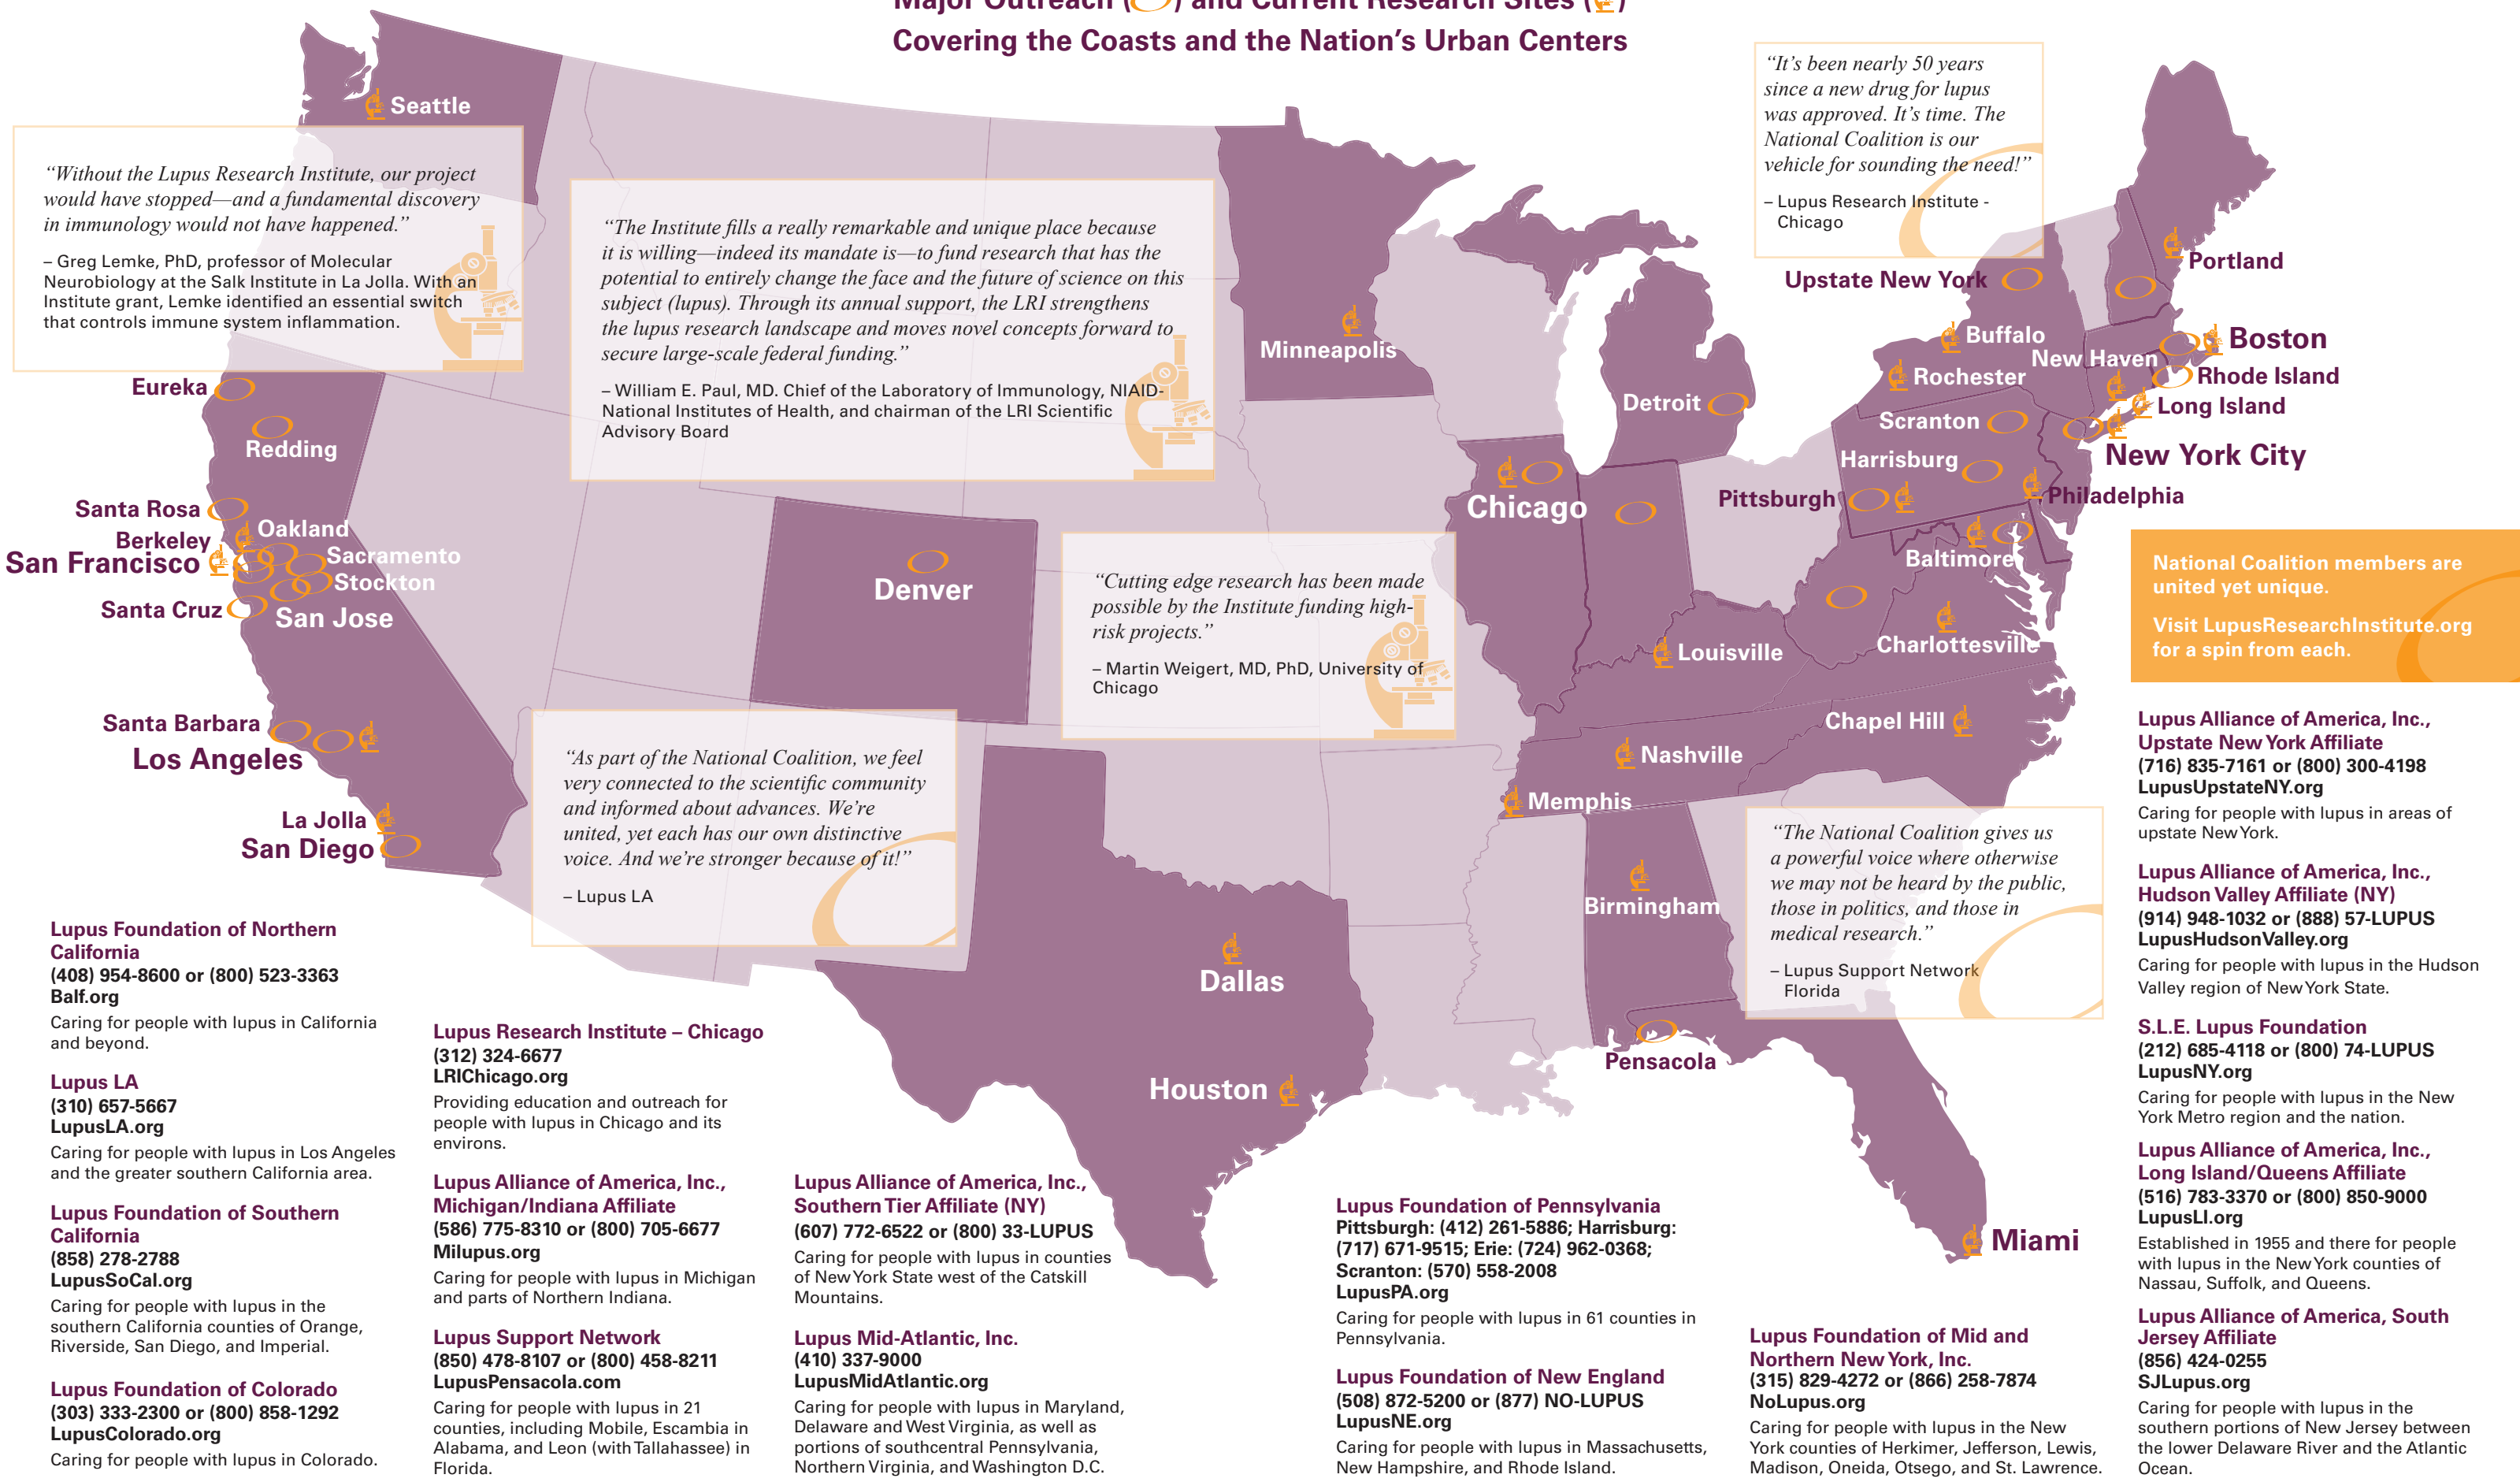 Major Outreach ( ) and Current Research Sites ( )
Covering the Coasts and the Nation's Urban Centers
“It's been nearly 50 years
since a new drug for lupus
was approved. It's time. The
National Coalition is our
vehicle for sounding the need!”
– Lupus Research Institute -
Chicago
Seattle
“Without the Lupus Research Institute, our project
would have stopped—and a fundamental discovery
in immunology would not have happened.”
– Greg Lemke, PhD, professor of Molecular
Neurobiology at the Salk Institute in La Jolla. With an
Institute grant, Lemke identified an essential switch
that controls immune system inflammation.
“The Institute fills a really remarkable and unique place because
it is willing—indeed its mandate is—to fund research that has the
potential to entirely change the face and the future of science on this
subject (lupus). Through its annual support, the LRI strengthens
the lupus research landscape and moves novel concepts forward to
secure large-scale federal funding.”
– William E. Paul, MD. Chief of the Laboratory of Immunology, NIAID-
National Institutes of Health, and chairman of the LRI Scientific
Advisory Board
Minneapolis
Detroit
Upstate New York
Portland
Buffalo
Boston
New Haven
Rochester
Rhode Island
Long Island
Scranton
New York City
Harrisburg
Pittsburgh
Philadelphia
Eureka
Redding
Santa Rosa
Oakland
Berkeley
Sacramento
San Francisco
Stockton
Santa Cruz
San Jose
Denver
Chicago
Baltimore
Charlottesville
Louisville
“Cutting edge research has been made
possible by the Institute funding high-
risk projects.”
– Martin Weigert, MD, PhD, University of
Chicago
National Coalition members are
united yet unique.
Visit LupusResearchInstitute.org
for a spin from each.
Santa Barbara
Los Angeles
La Jolla
San Diego
“As part of the National Coalition, we feel
very connected to the scientific community
and informed about advances. We're
united, yet each has our own distinctive
voice. And we're stronger because of it!”
– Lupus LA
Chapel Hill
Nashville
Memphis
Birmingham
“The National Coalition gives us
a powerful voice where otherwise
we may not be heard by the public,
those in politics, and those in
medical research.”
– Lupus Support Network
Florida
Dallas
Houston
Pensacola
Miami
Lupus Foundation of Northern
California
(408) 954-8600 or (800) 523-3363
Balf.org
Caring for people with lupus in California
and beyond.
Lupus LA
(310) 657-5667
LupusLA.org
Caring for people with lupus in Los Angeles
and the greater southern California area.
Lupus Foundation of Southern
California
(858) 278-2788
LupusSoCal.org
Caring for people with lupus in the
southern California counties of Orange,
Riverside, San Diego, and Imperial.
Lupus Foundation of Colorado
(303) 333-2300 or (800) 858-1292
LupusColorado.org
Caring for people with lupus in Colorado.
Lupus Research Institute – Chicago
(312) 324-6677
LRIChicago.org
Providing education and outreach for
people with lupus in Chicago and its
environs.
Lupus Alliance of America, Inc.,
Michigan/Indiana Affiliate
(586) 775-8310 or (800) 705-6677
Milupus.org
Caring for people with lupus in Michigan
and parts of Northern Indiana.
Lupus Support Network
(850) 478-8107 or (800) 458-8211
LupusPensacola.com
Caring for people with lupus in 21
counties, including Mobile, Escambia in
Alabama, and Leon (with Tallahassee) in
Florida.
Lupus Alliance of America, Inc.,
Southern Tier Affiliate (NY)
(607) 772-6522 or (800) 33-LUPUS
Caring for people with lupus in counties
of New York State west of the Catskill
Mountains.
Lupus Mid-Atlantic, Inc.
(410) 337-9000
LupusMidAtlantic.org
Caring for people with lupus in Maryland,
Delaware and West Virginia, as well as
portions of southcentral Pennsylvania,
Northern Virginia, and Washington D.C.
Lupus Foundation of Pennsylvania
Pittsburgh: (412) 261-5886; Harrisburg:
(717) 671-9515; Erie: (724) 962-0368;
Scranton: (570) 558-2008
LupusPA.org
Caring for people with lupus in 61 counties in
Pennsylvania.
Lupus Foundation of New England
(508) 872-5200 or (877) NO-LUPUS
LupusNE.org
Caring for people with lupus in Massachusetts,
New Hampshire, and Rhode Island.
Lupus Foundation of Mid and
Northern New York, Inc.
(315) 829-4272 or (866) 258-7874
NoLupus.org
Caring for people with lupus in the New
York counties of Herkimer, Jefferson, Lewis,
Madison, Oneida, Otsego, and St. Lawrence.
Lupus Alliance of America, Inc.,
Upstate New York Affiliate
(716) 835-7161 or (800) 300-4198
LupusUpstateNY.org
Caring for people with lupus in areas of
upstate New York.
Lupus Alliance of America, Inc.,
Hudson Valley Affiliate (NY)
(914) 948-1032 or (888) 57-LUPUS
LupusHudsonValley.org
Caring for people with lupus in the Hudson
Valley region of New York State.
S.L.E. Lupus Foundation
(212) 685-4118 or (800) 74-LUPUS
LupusNY.org
Caring for people with lupus in the New
York Metro region and the nation.
Lupus Alliance of America, Inc.,
Long Island/Queens Affiliate
(516) 783-3370 or (800) 850-9000
LupusLI.org
Established in 1955 and there for people
with lupus in the New York counties of
Nassau, Suffolk, and Queens.
Lupus Alliance of America, South
Jersey Affiliate
(856) 424-0255
SJLupus.org
Caring for people with lupus in the
southern portions of New Jersey between
the lower Delaware River and the Atlantic
Ocean.